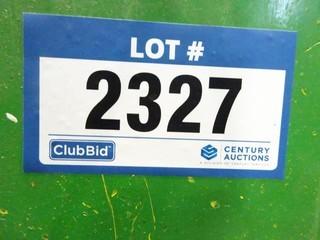 LOT #
2327
ClubBid
CENTURY
AUCTIONS